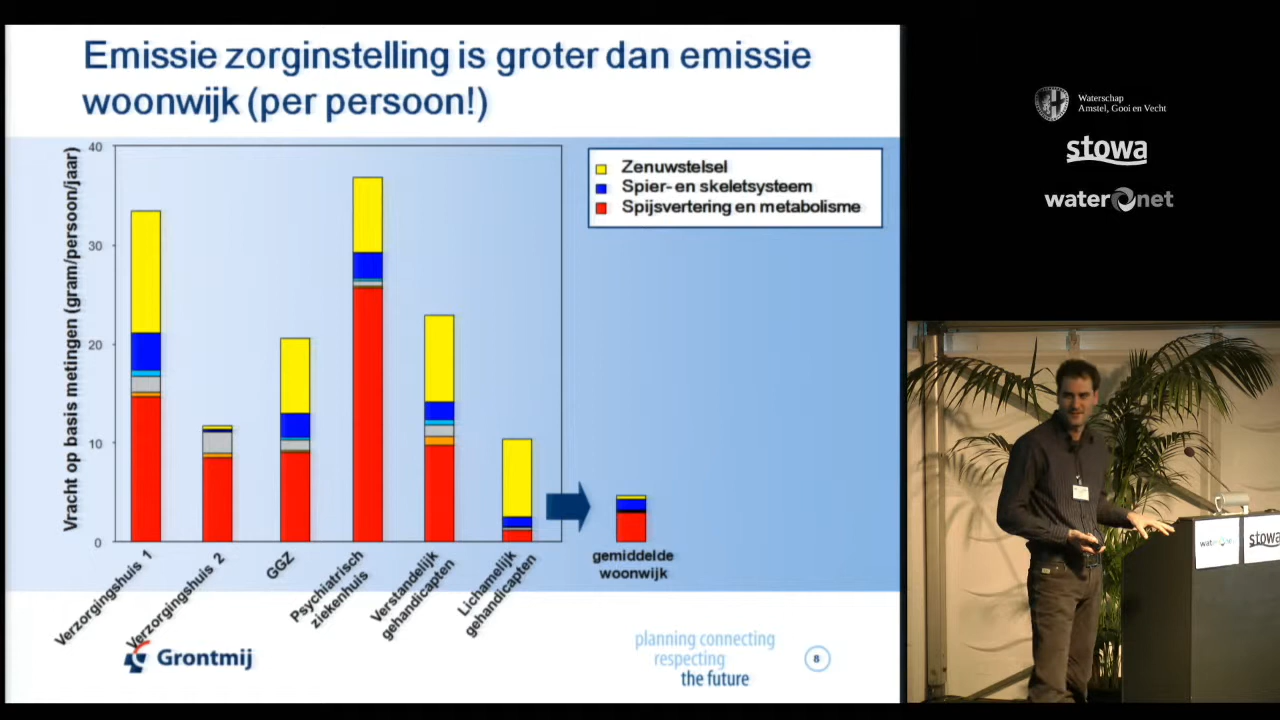 Emissie zorginstelling is groter dan emissie
woonwijk (per persoon!)
Vracht op basis metingen (gram/persoon/jaar)
40
30
20
10
0
Zenuwstelsel
Spier- en skeletsysteem
Spijsvertering en metabolisme
Verzorgingshuis 1
Verzorgingshuis 2
GGZ
Psychiatrisch
ziekenhuis
Verstandelijk
gehandicapten
Lichamelijk
gehandicapten
gemiddelde
woonwijk
Grontmij
planning connecting
respecting
the future
8
Waterschap
Amstel, Gooi en Vecht
stowa
waternet
waternet
stowa